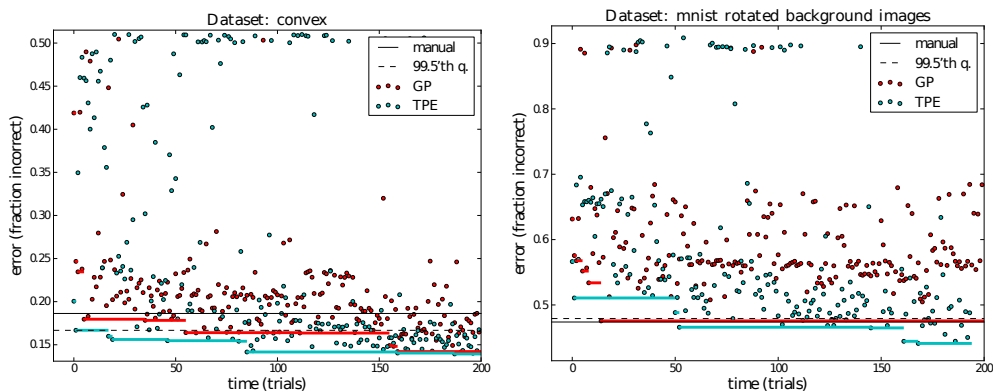 Dataset: convex
error (fraction incorrect)
0.50
0.45
0.40
0.35
0.30
0.25
0.20
0.15
0
50
100
150
200
time (trials)
manual
99.5'th q.
GP
TPE
Dataset: mnist rotated background images
error (fraction incorrect)
0.9
0.8
0.7
0.6
0.5
0
50
100
150
200
time (trials)
manual
99.5'th q.
GP
TPE